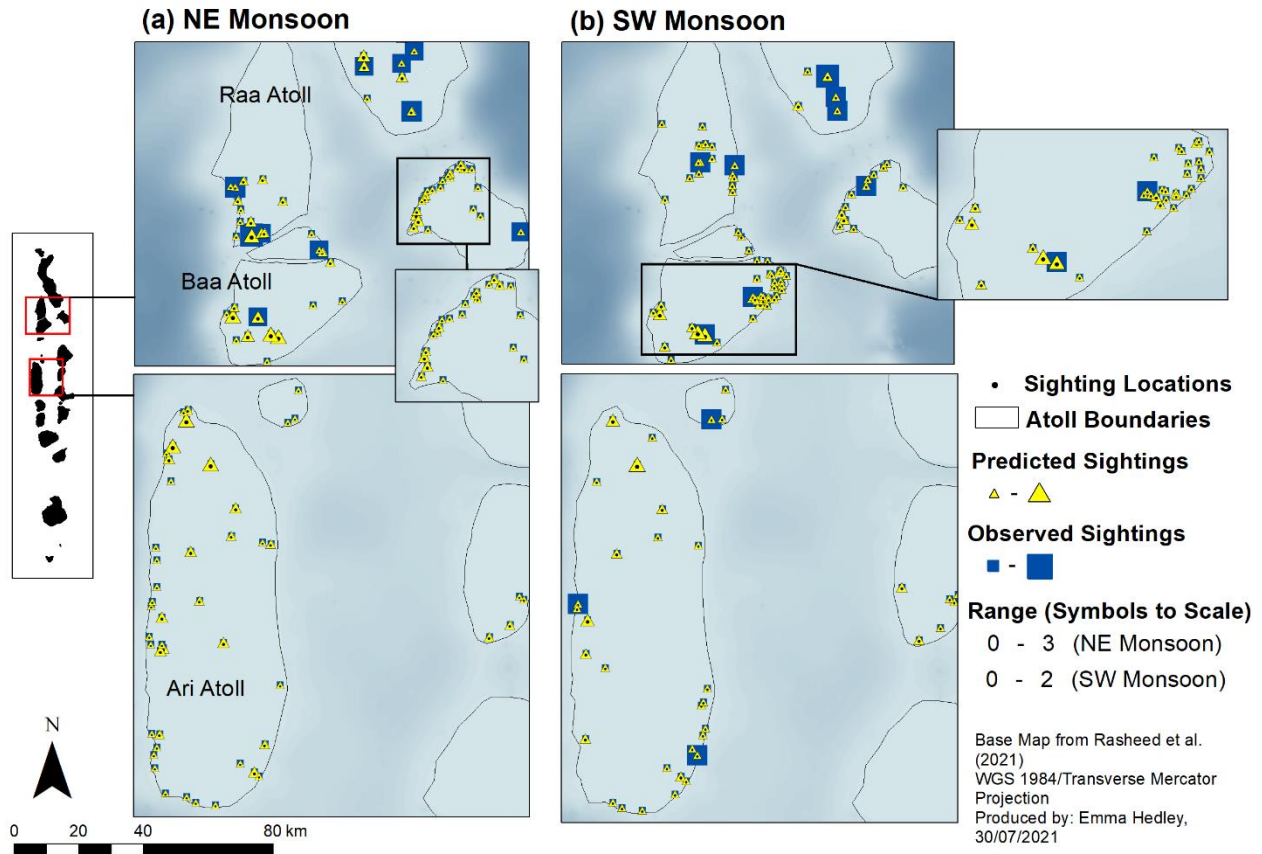 (a) NE Monsoon
(b) SW Monsoon
Raa Atoll
Baa Atoll
Ari Atoll
Sighting Locations
Atoll Boundaries
Predicted Sightings
-
Observed Sightings
-
Range (Symbols to Scale)
0 - 3 (NE Monsoon)
0 - 2 (SW Monsoon)
Base Map from Rasheed et al.
(2021)
WGS 1984/Transverse Mercator
Projection
Produced by: Emma Hedley,
30/07/2021
N
0 20 40 80 km